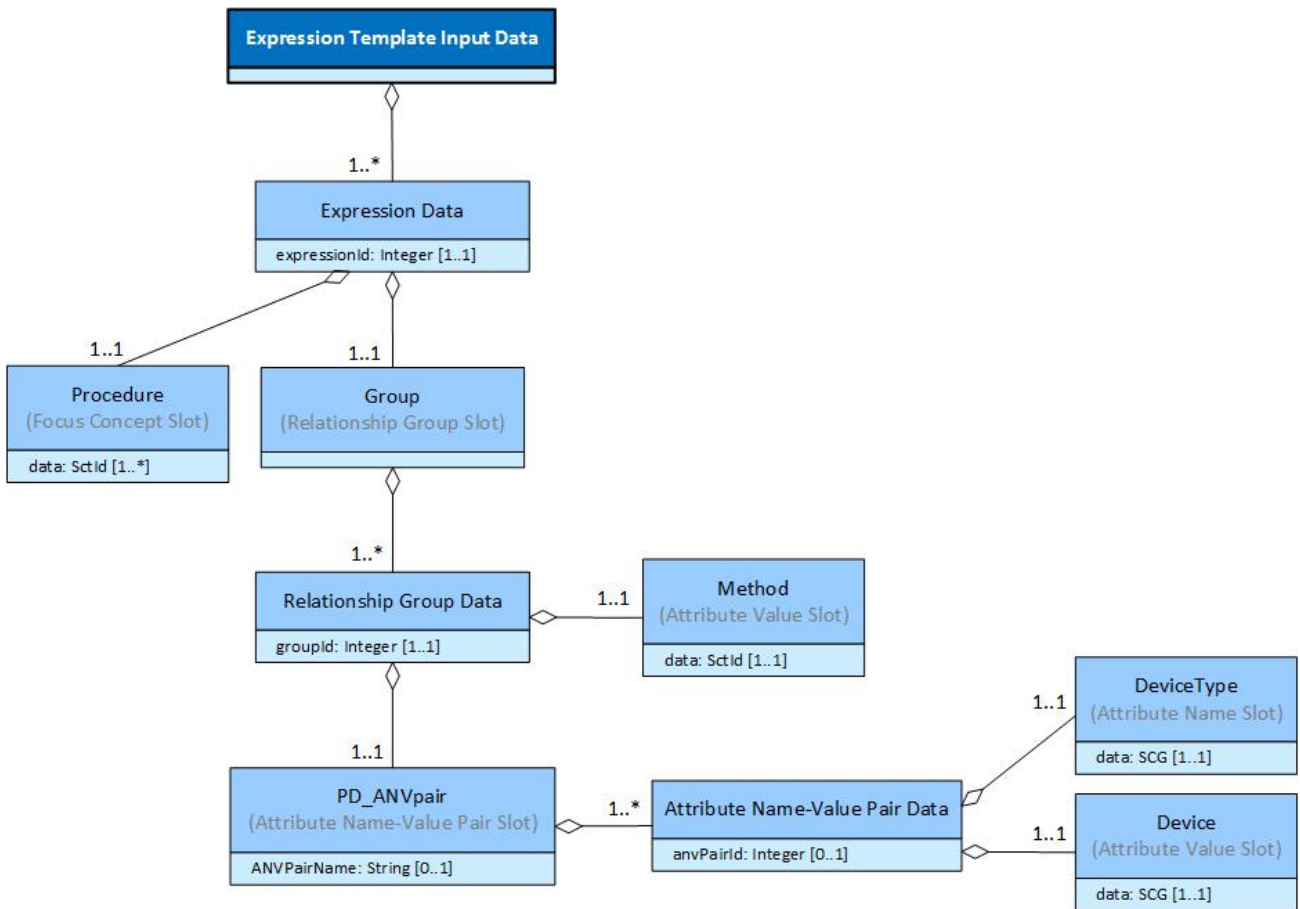 Expression Template Input Data
1..*
Expression Data
expressionId: Integer [1..1]
1..1
1..1
Procedure
(Focus Concept Slot)
data: SctId [1..*]
Group
(Relationship Group Slot)
1..*
Relationship Group Data
groupId: Integer [1..1]
1..1
Method
(Attribute Value Slot)
data: SctId [1..1]
1..1
PD_ANVpair
(Attribute Name-Value Pair Slot)
ANVPairName: String [0..1]
1..*
Attribute Name-Value Pair Data
anvPairId: Integer [0..1]
1..1
DeviceType
(Attribute Name Slot)
data: SCG [1..1]
1..1
Device
(Attribute Value Slot)
data: SCG [1..1]